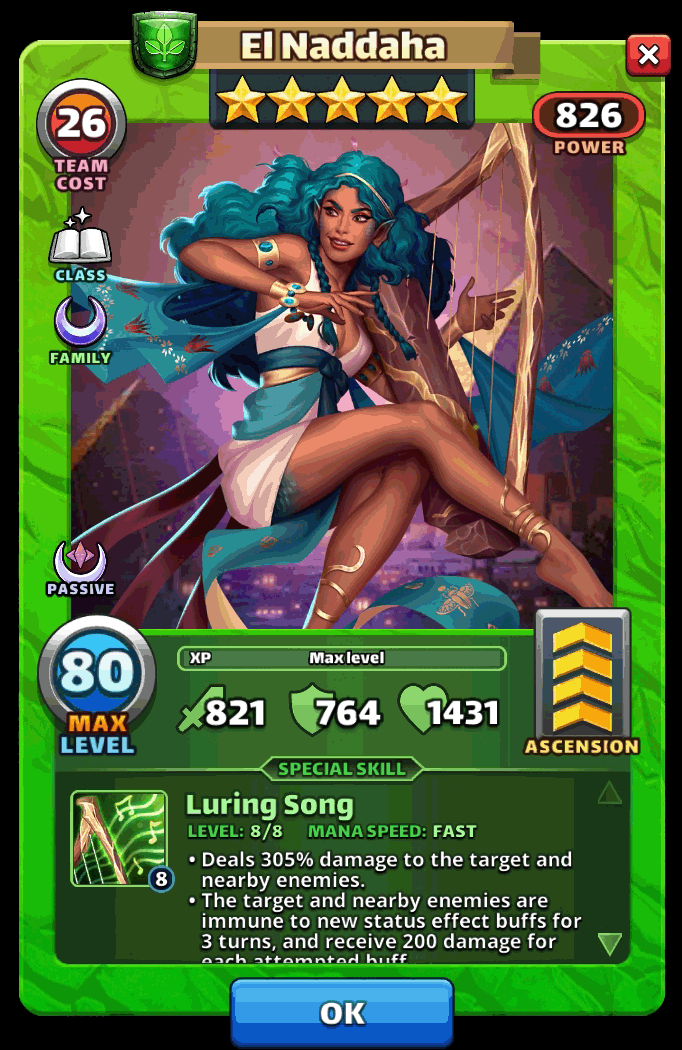 El Naddaha
26
TEAM
COST
826
POWER
CLASS
FAMILY
PASSIVE
80
MAX
LEVEL
XP Max level
821 764 1431
ASCENSION
SPECIAL SKILL
Luring Song
LEVEL: 8/8 MANA SPEED: FAST
8
• Deals 305% damage to the target and
nearby enemies.
• The target and nearby enemies are
immune to new status effect buffs for
3 turns, and receive 200 damage for
each attempted buff
OK